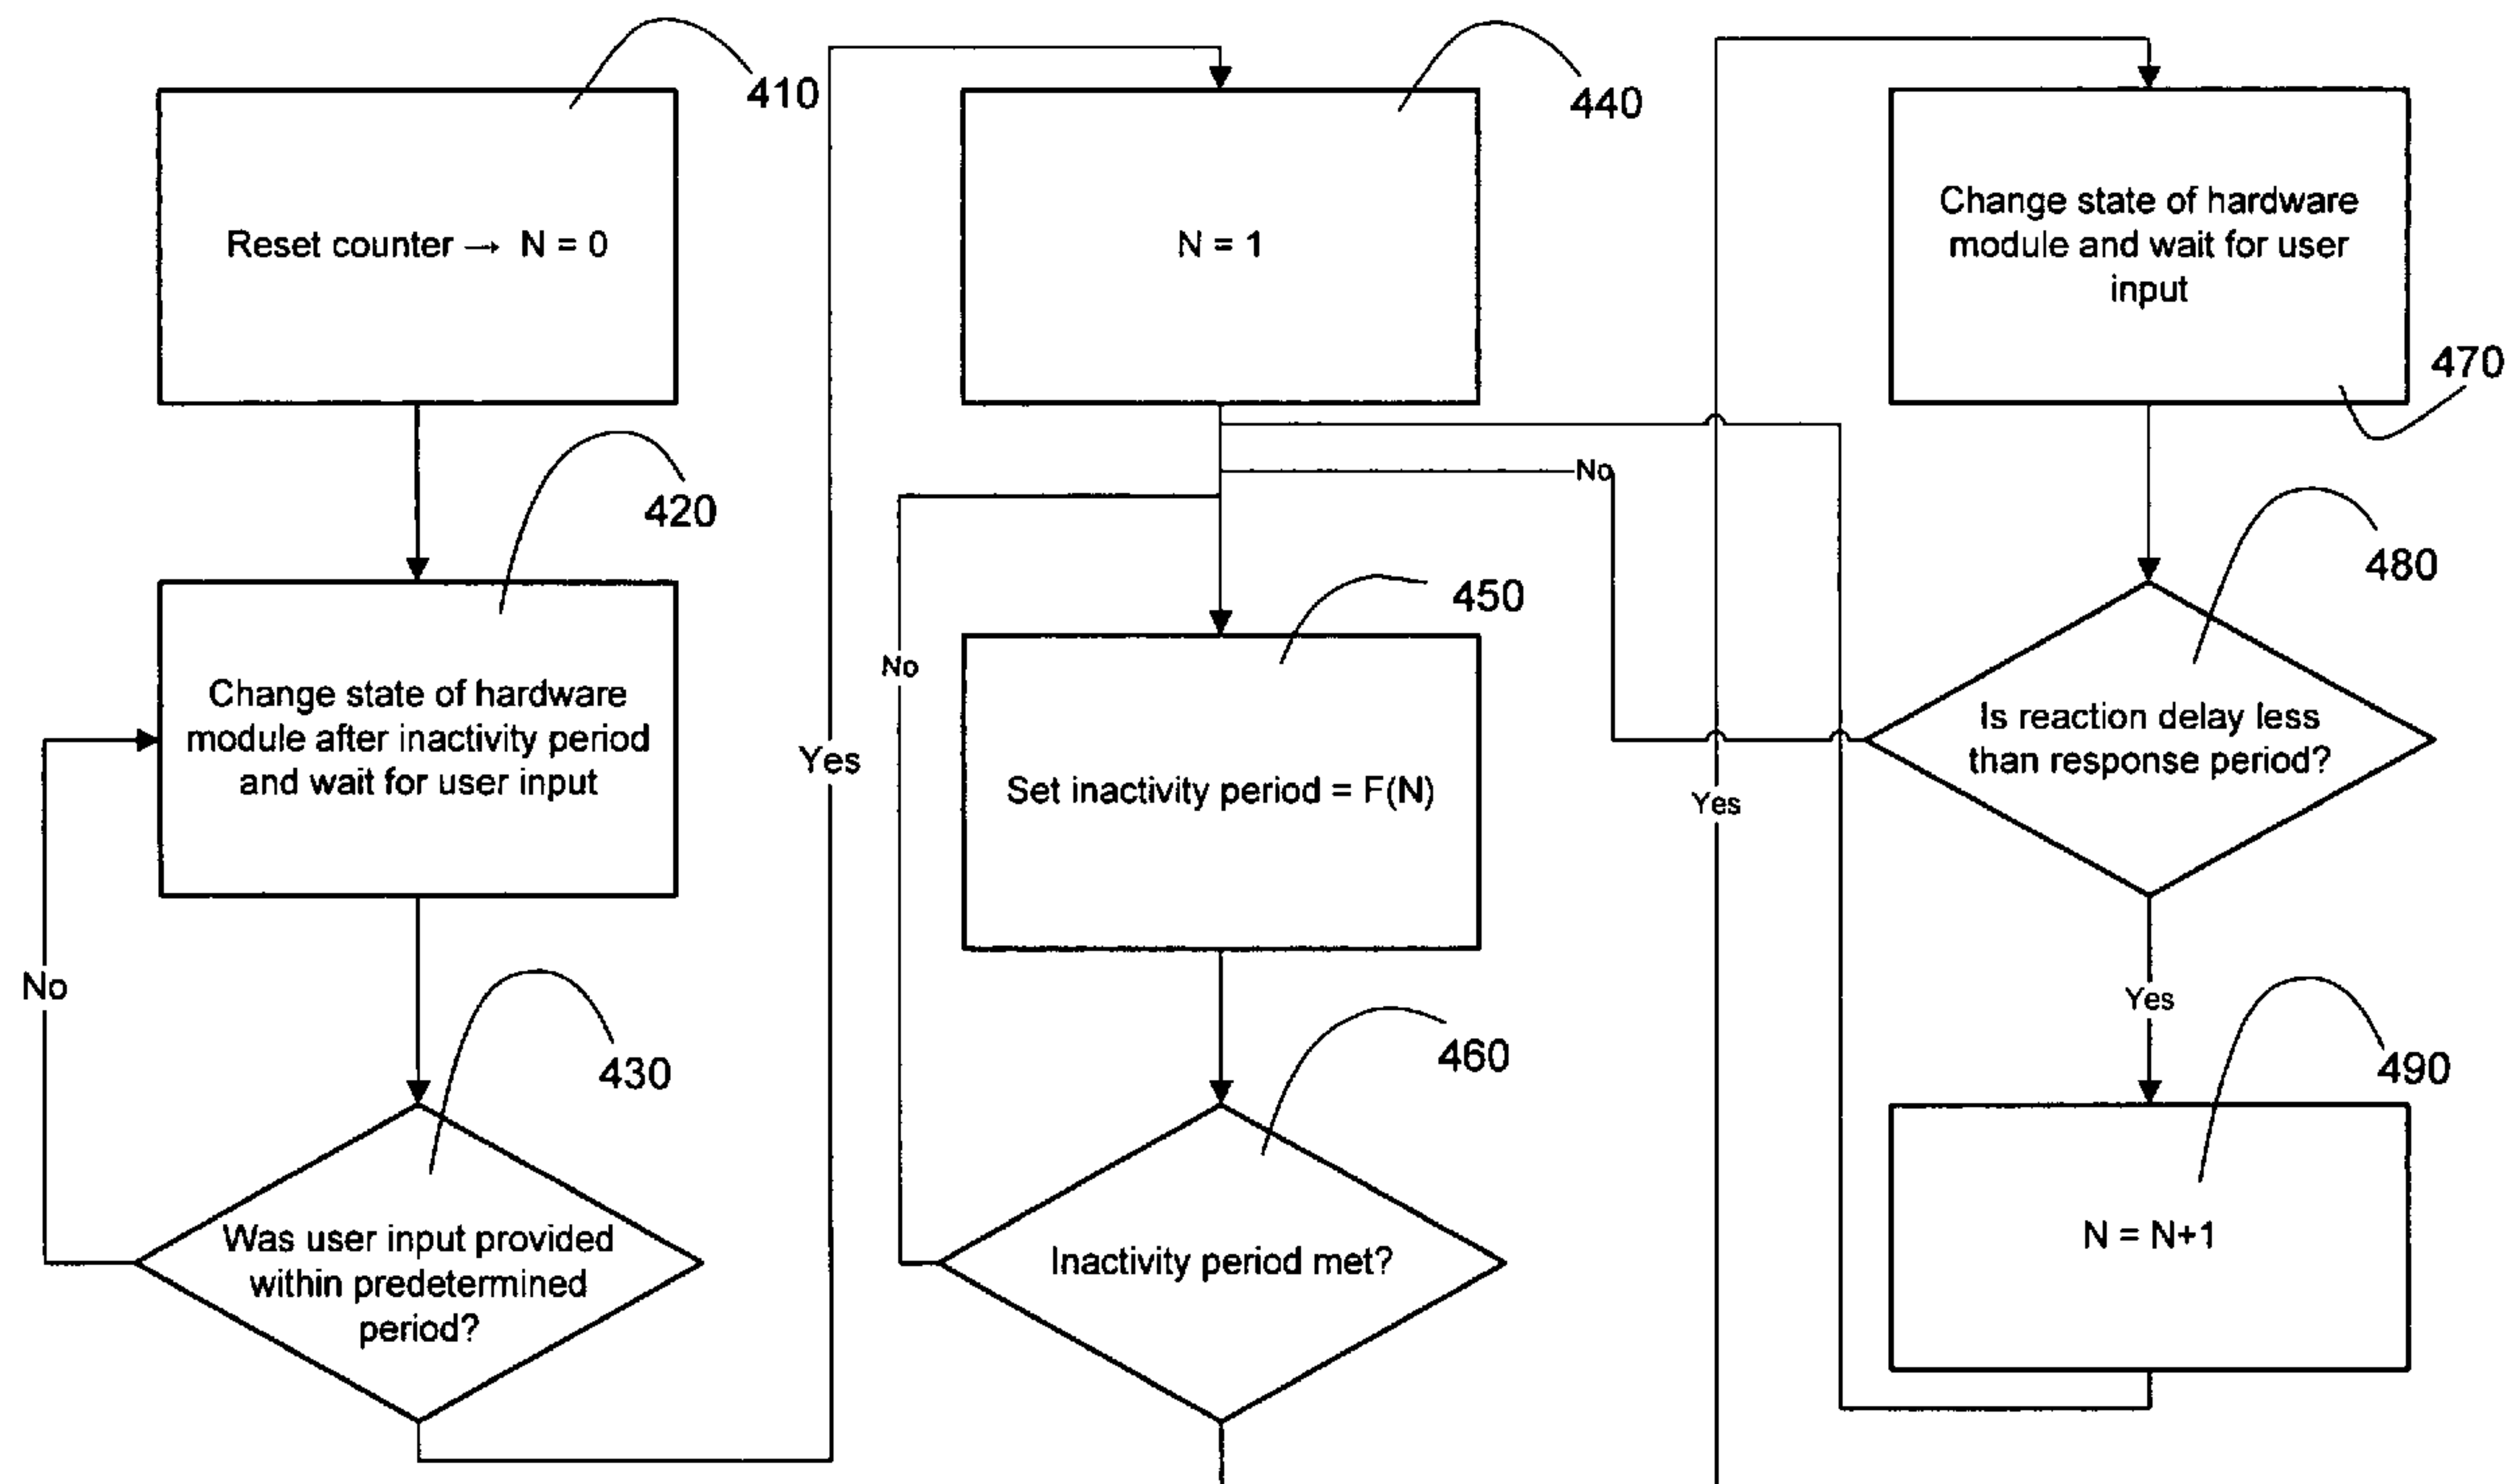 410
Reset counter → N = 0
420
Change state of hardware
module after inactivity period
and wait for user input
No
430
Was user input provided
within predetermined
period?
Yes
440
N = 1
No
450
Set inactivity period = F(N)
460
Inactivity period met?
Yes
Change state of hardware
module and wait for user
input
470
No
480
Is reaction delay less
than response period?
Yes
490
N = N+1